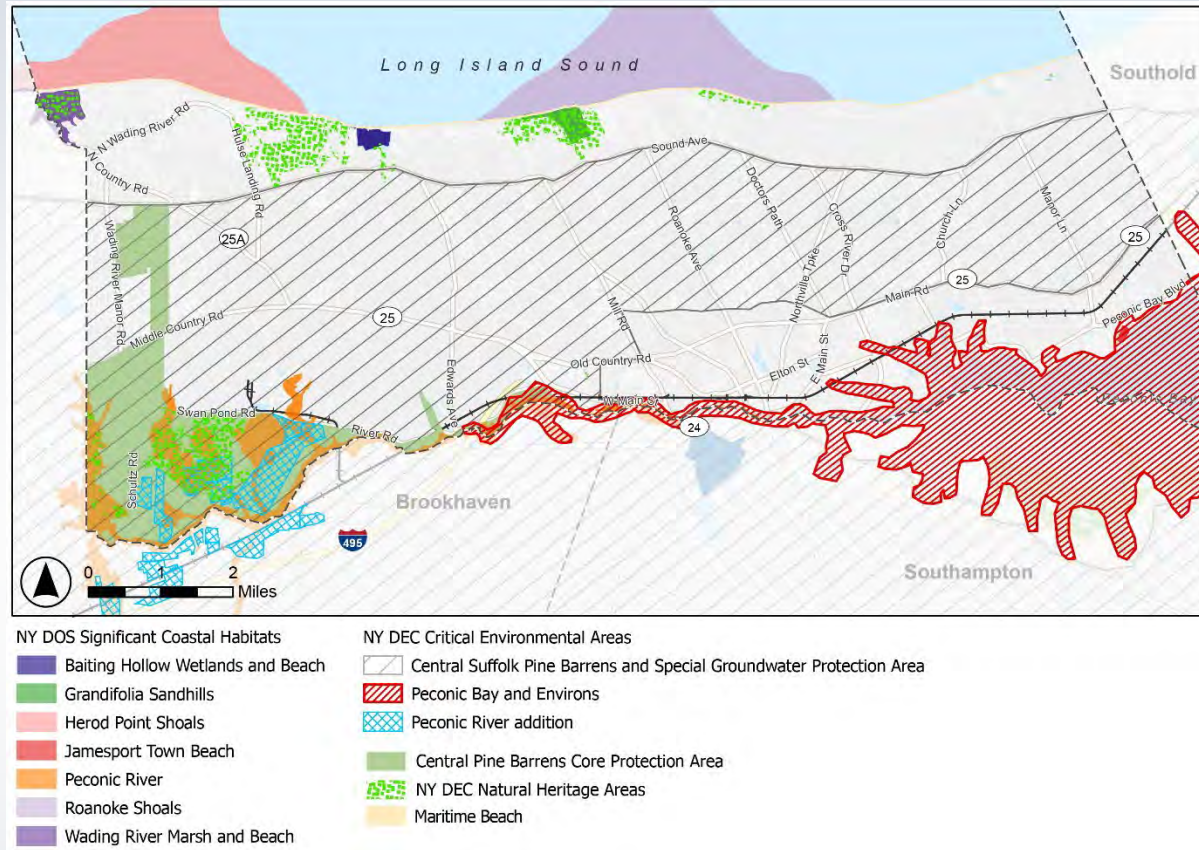 Long Island Sound
Southold
N Wading River Rd
N Country Rd
Hulse Landing Rd
Sound Ave
Wading River Manor Rd
25A
Doctors Path
Roanoke Ave
Cross River Dr
Northville Tpke
Church Ln
Manor Ln
25
25
25
Main Rd
Peconic Bay Blvd
Middle Country Rd
Mill Rd
Old Country Rd
Edwards Ave
Elton St
E Main St
W Main St
Swan Pond Rd
River Rd
24
Peconic Bay
Schultz Rd
Brookhaven
495
Southampton
0 1 2
Miles
NY DOS Significant Coastal Habitats
Baiting Hollow Wetlands and Beach
Grandifolia Sandhills
Herod Point Shoals
Jamesport Town Beach
Peconic River
Roanoke Shoals
Wading River Marsh and Beach
NY DEC Critical Environmental Areas
Central Suffolk Pine Barrens and Special Groundwater Protection Area
Peconic Bay and Environs
Peconic River addition
Central Pine Barrens Core Protection Area
NY DEC Natural Heritage Areas
Maritime Beach